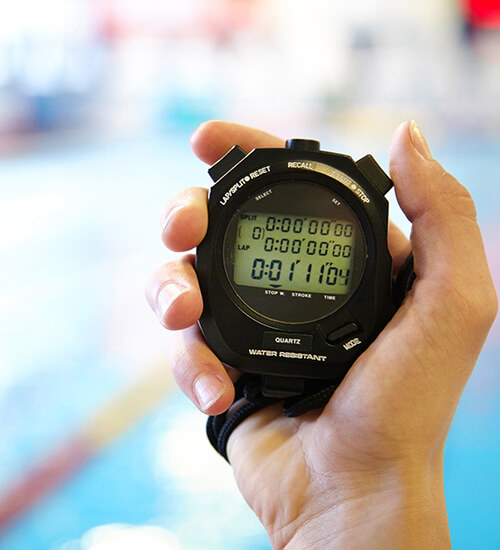 RECALL
LAP/SPLIT•RESET
•STOP
SELECT
SET
SPLIT 0:00'00"00
( 0) 0:00'00"00
LAP
0:01'11"04
STOP W. STROKE TIME
MODE
QUARTZ
WATER RESISTANT